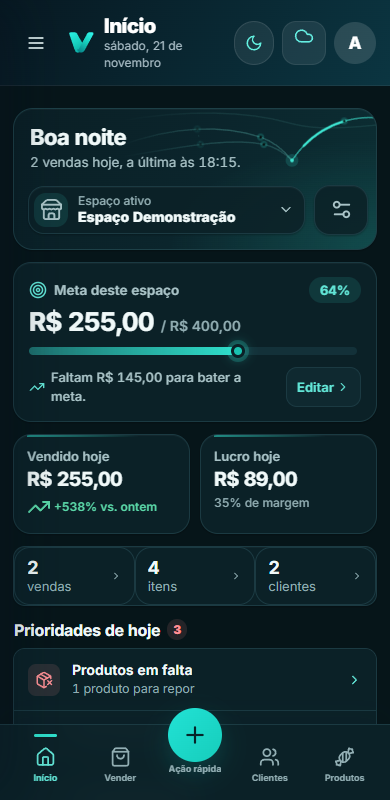 Início
sábado, 21 de
novembro
A
Boa noite
2 vendas hoje, a última às 18:15.
Espaço ativo
Espaço Demonstração
Meta deste espaço
64%
R$ 255,00 / R$ 400,00
Faltam R$ 145,00 para bater a
meta.
Editar
Vendido hoje
R$ 255,00
+538% vs. ontem
Lucro hoje
R$ 89,00
35% de margem
2
vendas
4
itens
2
clientes
Prioridades de hoje 3
Produtos em falta
1 produto para repor
Início
Vender
Ação rápida
Clientes
Produtos